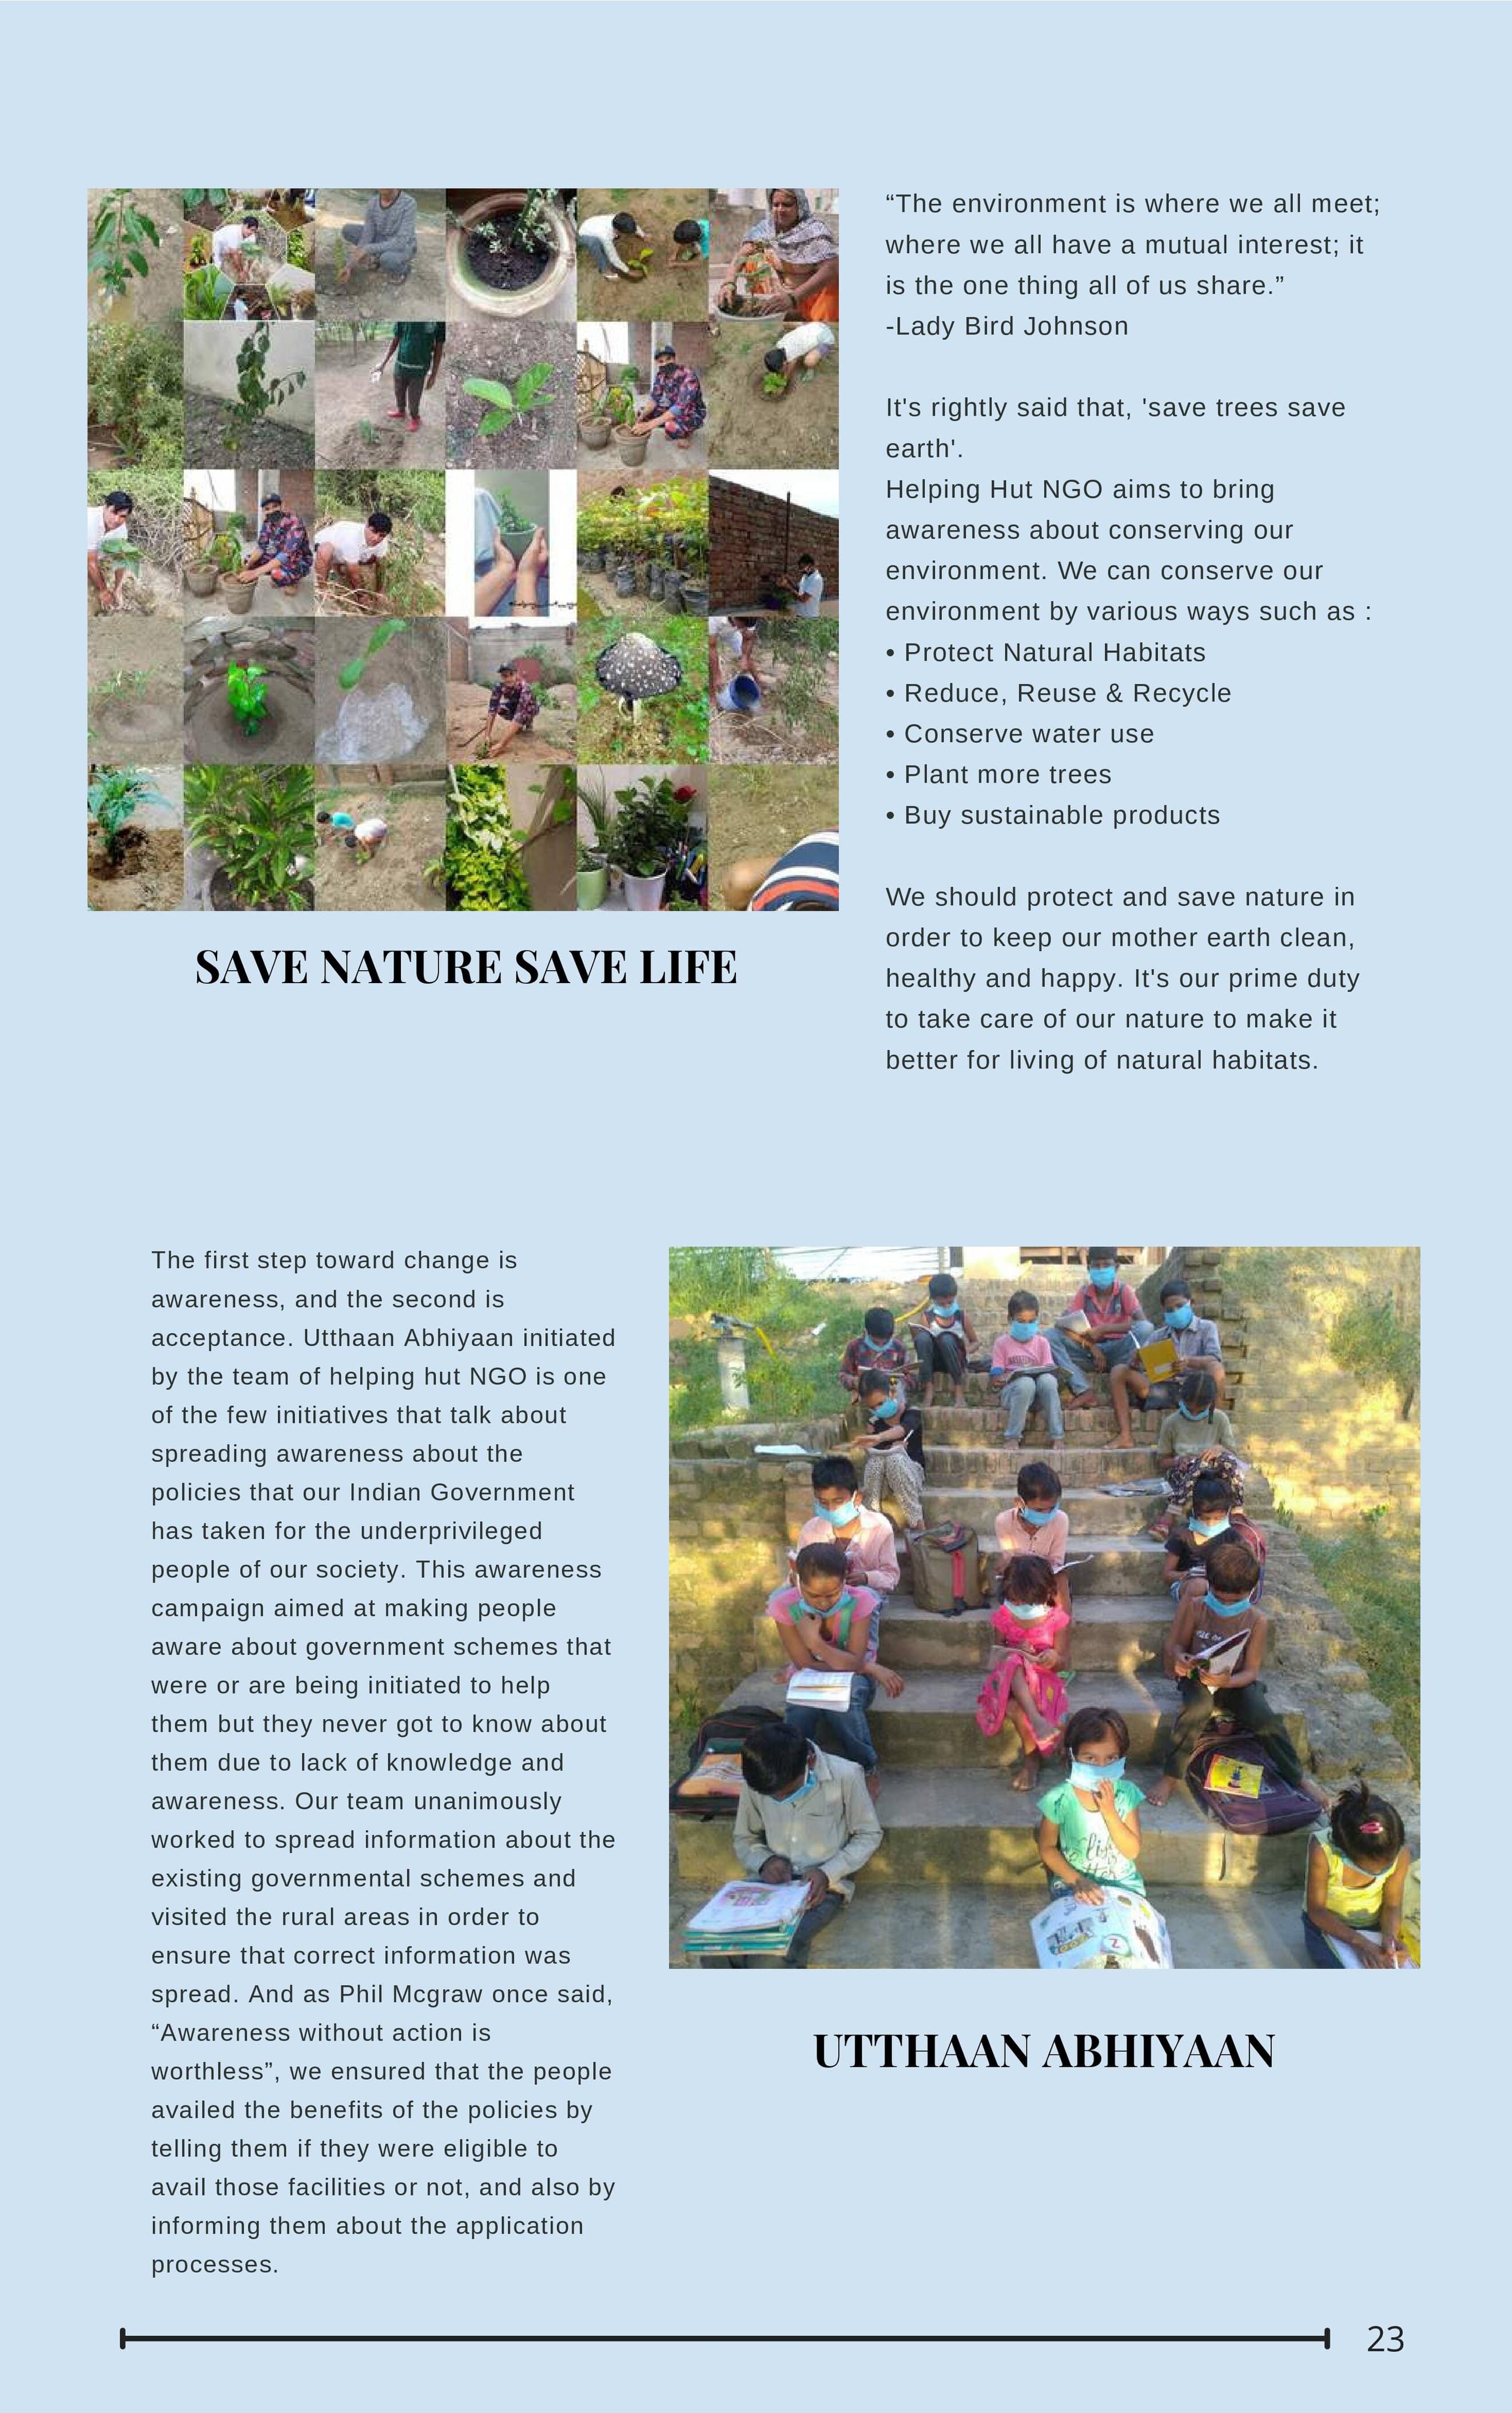 “The environment is where we all meet;
where we all have a mutual interest; it
is the one thing all of us share.”
-Lady Bird Johnson
It's rightly said that, 'save trees save
earth'.
Helping Hut NGO aims to bring
awareness about conserving our
environment. We can conserve our
environment by various ways such as :
• Protect Natural Habitats
• Reduce, Reuse & Recycle
• Conserve water use
• Plant more trees
• Buy sustainable products
We should protect and save nature in
order to keep our mother earth clean,
healthy and happy. It's our prime duty
to take care of our nature to make it
better for living of natural habitats.
SAVE NATURE SAVE LIFE
The first step toward change is
awareness, and the second is
acceptance. Utthaan Abhiyaan initiated
by the team of helping hut NGO is one
of the few initiatives that talk about
spreading awareness about the
policies that our Indian Government
has taken for the underprivileged
people of our society. This awareness
campaign aimed at making people
aware about government schemes that
were or are being initiated to help
them but they never got to know about
them due to lack of knowledge and
awareness. Our team unanimously
worked to spread information about the
existing governmental schemes and
visited the rural areas in order to
ensure that correct information was
spread. And as Phil Mcgraw once said,
“Awareness without action is
worthless”, we ensured that the people
availed the benefits of the policies by
telling them if they were eligible to
avail those facilities or not, and also by
informing them about the application
processes.
UTTHAAN ABHIYAAN
23